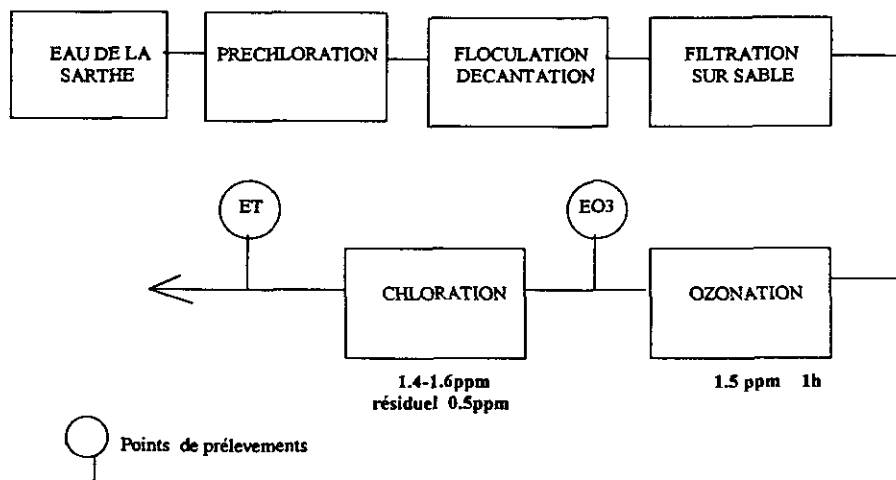 EAU DE LA
SARTHE
PRECHLORATION
FLOCULATION
DECANTATION
FILTRATION
SUR SABLE
ET
EO3
CHLORATION
OZONATION
1.4-1.6ppm
résiduel 0.5ppm
1.5 ppm 1h
Points de prélevements